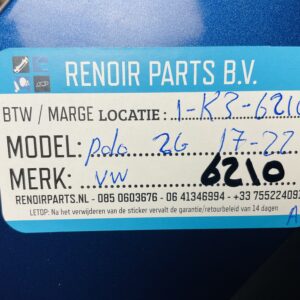 RENOIR PARTS B.V.
BTW / MARGE LOCATIE : 1-K3-6210
MODEL: polo 2G 17-22
MERK: VW 6210
RENOIRPARTS.NL - 085 0603676 - 06 41346994 - +33 755224093
LETOP: Na het verwijderen van de sticker vervalt de garantie/retourbeleid van 14 dagen